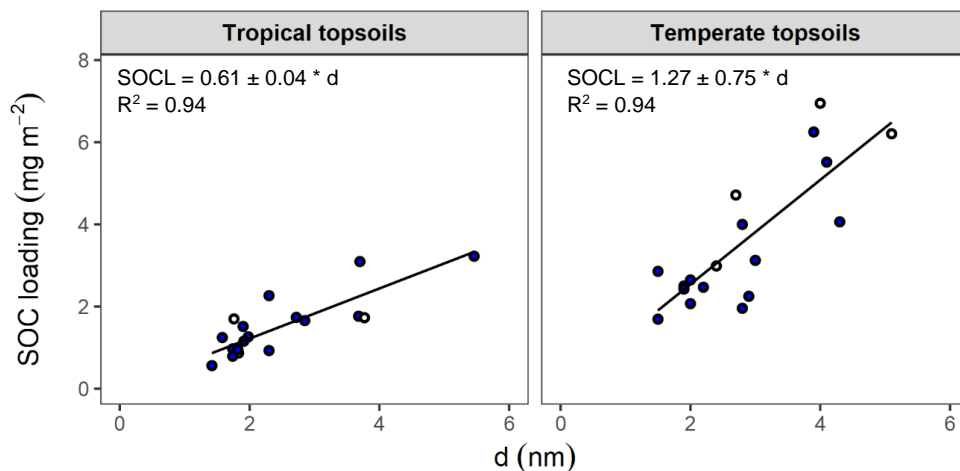 Tropical topsoils
Temperate topsoils
SOCL = 0.61 ± 0.04 * d
R² = 0.94
SOCL = 1.27 ± 0.75 * d
R² = 0.94
SOC loading (mg m⁻²)
8
6
4
2
0
0 2 4 6
0 2 4 6
d (nm)